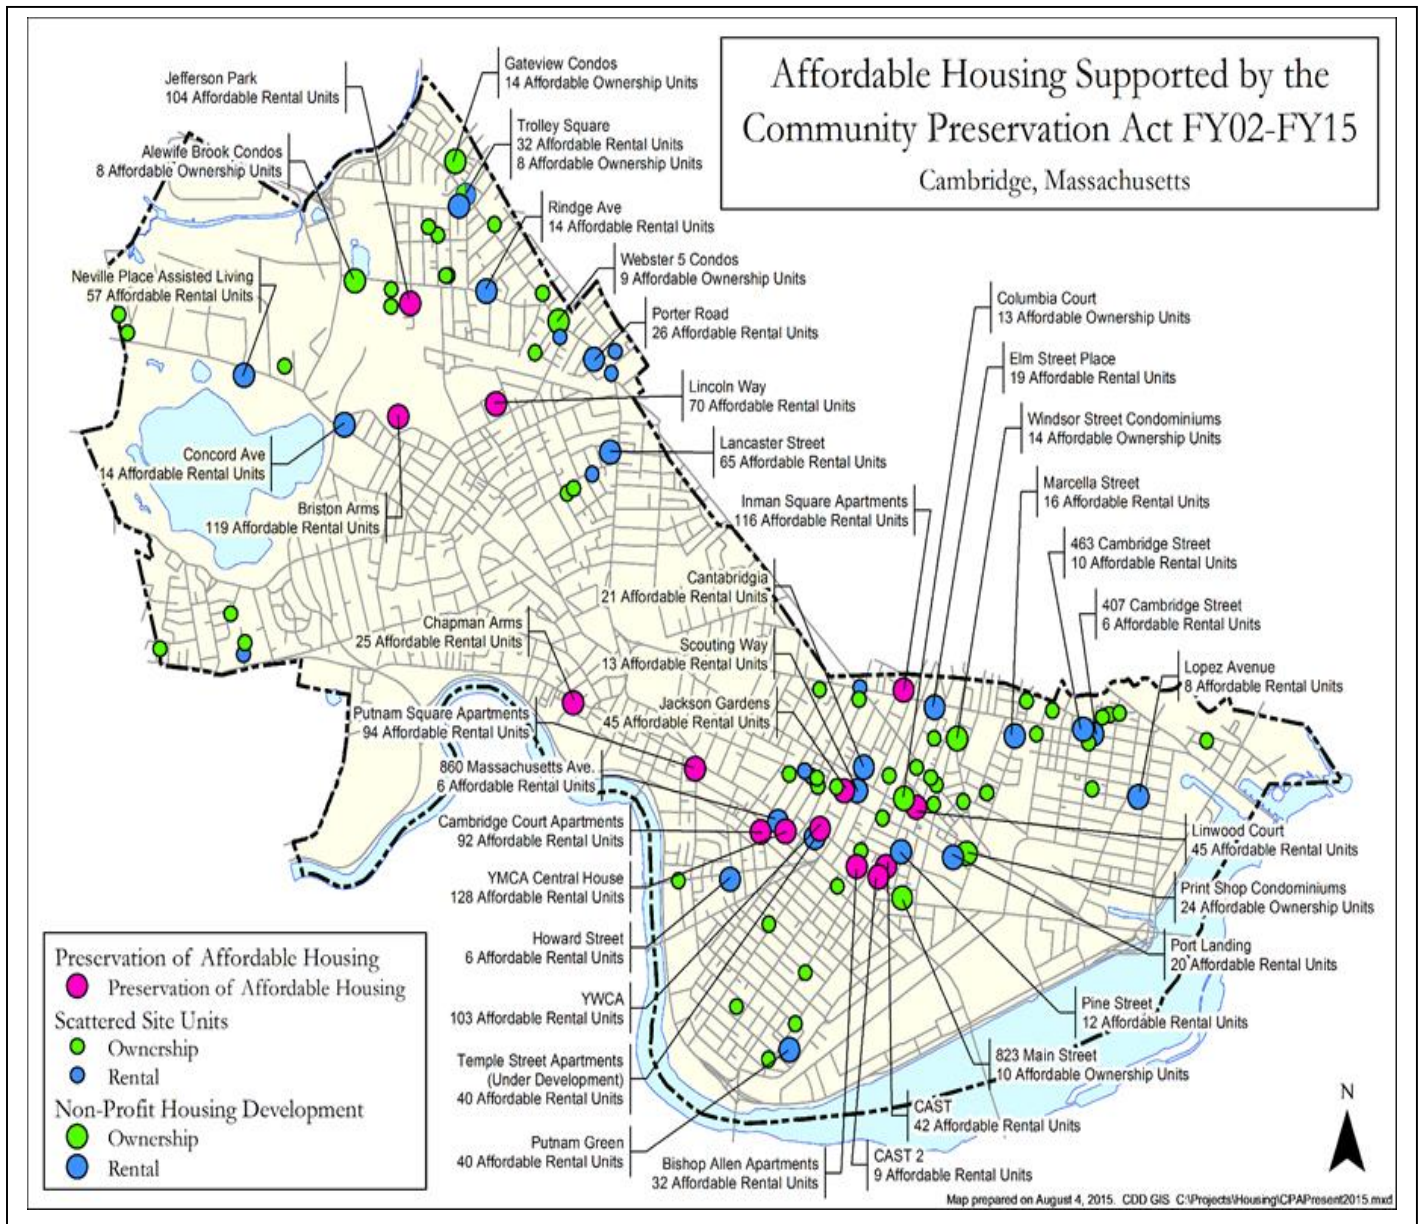 Affordable Housing Supported by the
Community Preservation Act FY02-FY15
Cambridge, Massachusetts
Jefferson Park
104 Affordable Rental Units
Gateview Condos
14 Affordable Ownership Units
Trolley Square
32 Affordable Rental Units
8 Affordable Ownership Units
Alewife Brook Condos
8 Affordable Ownership Units
Rindge Ave
14 Affordable Rental Units
Webster 5 Condos
9 Affordable Ownership Units
Neville Place Assisted Living
57 Affordable Rental Units
Porter Road
26 Affordable Rental Units
Columbia Court
13 Affordable Ownership Units
Elm Street Place
19 Affordable Rental Units
Lincoln Way
70 Affordable Rental Units
Windsor Street Condominiums
14 Affordable Ownership Units
Lancaster Street
65 Affordable Rental Units
Concord Ave
14 Affordable Rental Units
Marcella Street
16 Affordable Rental Units
Briston Arms
119 Affordable Rental Units
Inman Square Apartments
116 Affordable Rental Units
463 Cambridge Street
10 Affordable Rental Units
Cantabridgia
21 Affordable Rental Units
407 Cambridge Street
6 Affordable Rental Units
Chapman Arms
25 Affordable Rental Units
Scouting Way
13 Affordable Rental Units
Lopez Avenue
8 Affordable Rental Units
Jackson Gardens
45 Affordable Rental Units
Putnam Square Apartments
94 Affordable Rental Units
860 Massachusetts Ave.
6 Affordable Rental Units
Cambridge Court Apartments
92 Affordable Rental Units
Linwood Court
45 Affordable Rental Units
YMCA Central House
128 Affordable Rental Units
Print Shop Condominiums
24 Affordable Ownership Units
Howard Street
6 Affordable Rental Units
Port Landing
20 Affordable Rental Units
YWCA
103 Affordable Rental Units
Pine Street
12 Affordable Rental Units
Temple Street Apartments
(Under Development)
40 Affordable Rental Units
823 Main Street
10 Affordable Ownership Units
CAST
42 Affordable Rental Units
Putnam Green
40 Affordable Rental Units
Bishop Allen Apartments
32 Affordable Rental Units
CAST 2
9 Affordable Rental Units
Preservation of Affordable Housing
Preservation of Affordable Housing
Scattered Site Units
Ownership
Rental
Non-Profit Housing Development
Ownership
Rental
N
Map prepared on August 4, 2015. CDD GIS C:\Projects\Housing\CPAPresent2015.mxd